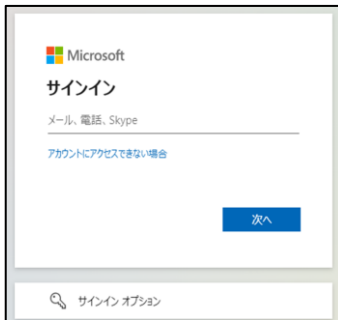 Microsoft
サインイン
メール、電話、Skype
アカウントにアクセスできない場合
次へ
サインイン オプション